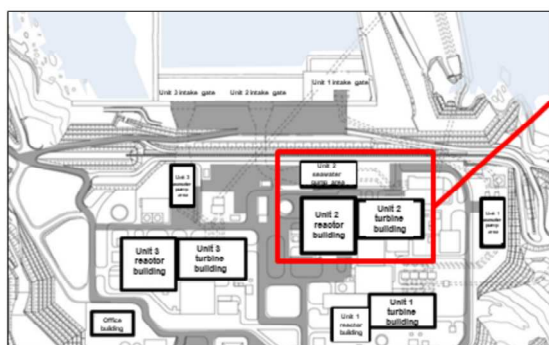 Unit 3 intake gate
Unit 2 intake gate
Unit 1 intake gate
Unit 2
seawater
pump area
Unit 3
seawater
pump
area
Unit 1
seawater
pump
area
Unit 2
reactor
building
Unit 2
turbine
building
Unit 3
reactor
building
Unit 3
turbine
building
Office
building
Unit 1
reactor
building
Unit 1
turbine
building